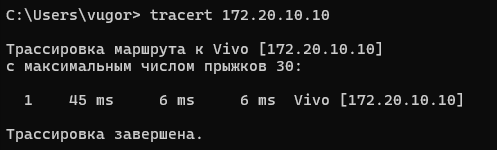 C:\Users\vugor> tracert 172.20.10.10
Трассировка маршрута к Vivo [172.20.10.10]
с максимальным числом прыжков 30:
1 45 ms 6 ms 6 ms Vivo [172.20.10.10]
Трассировка завершена.